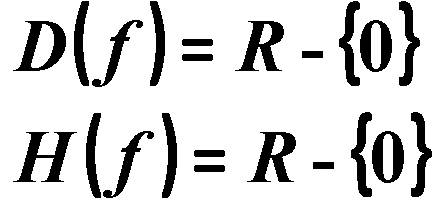 D(f) = R - {0}
H(f) = R - {0}